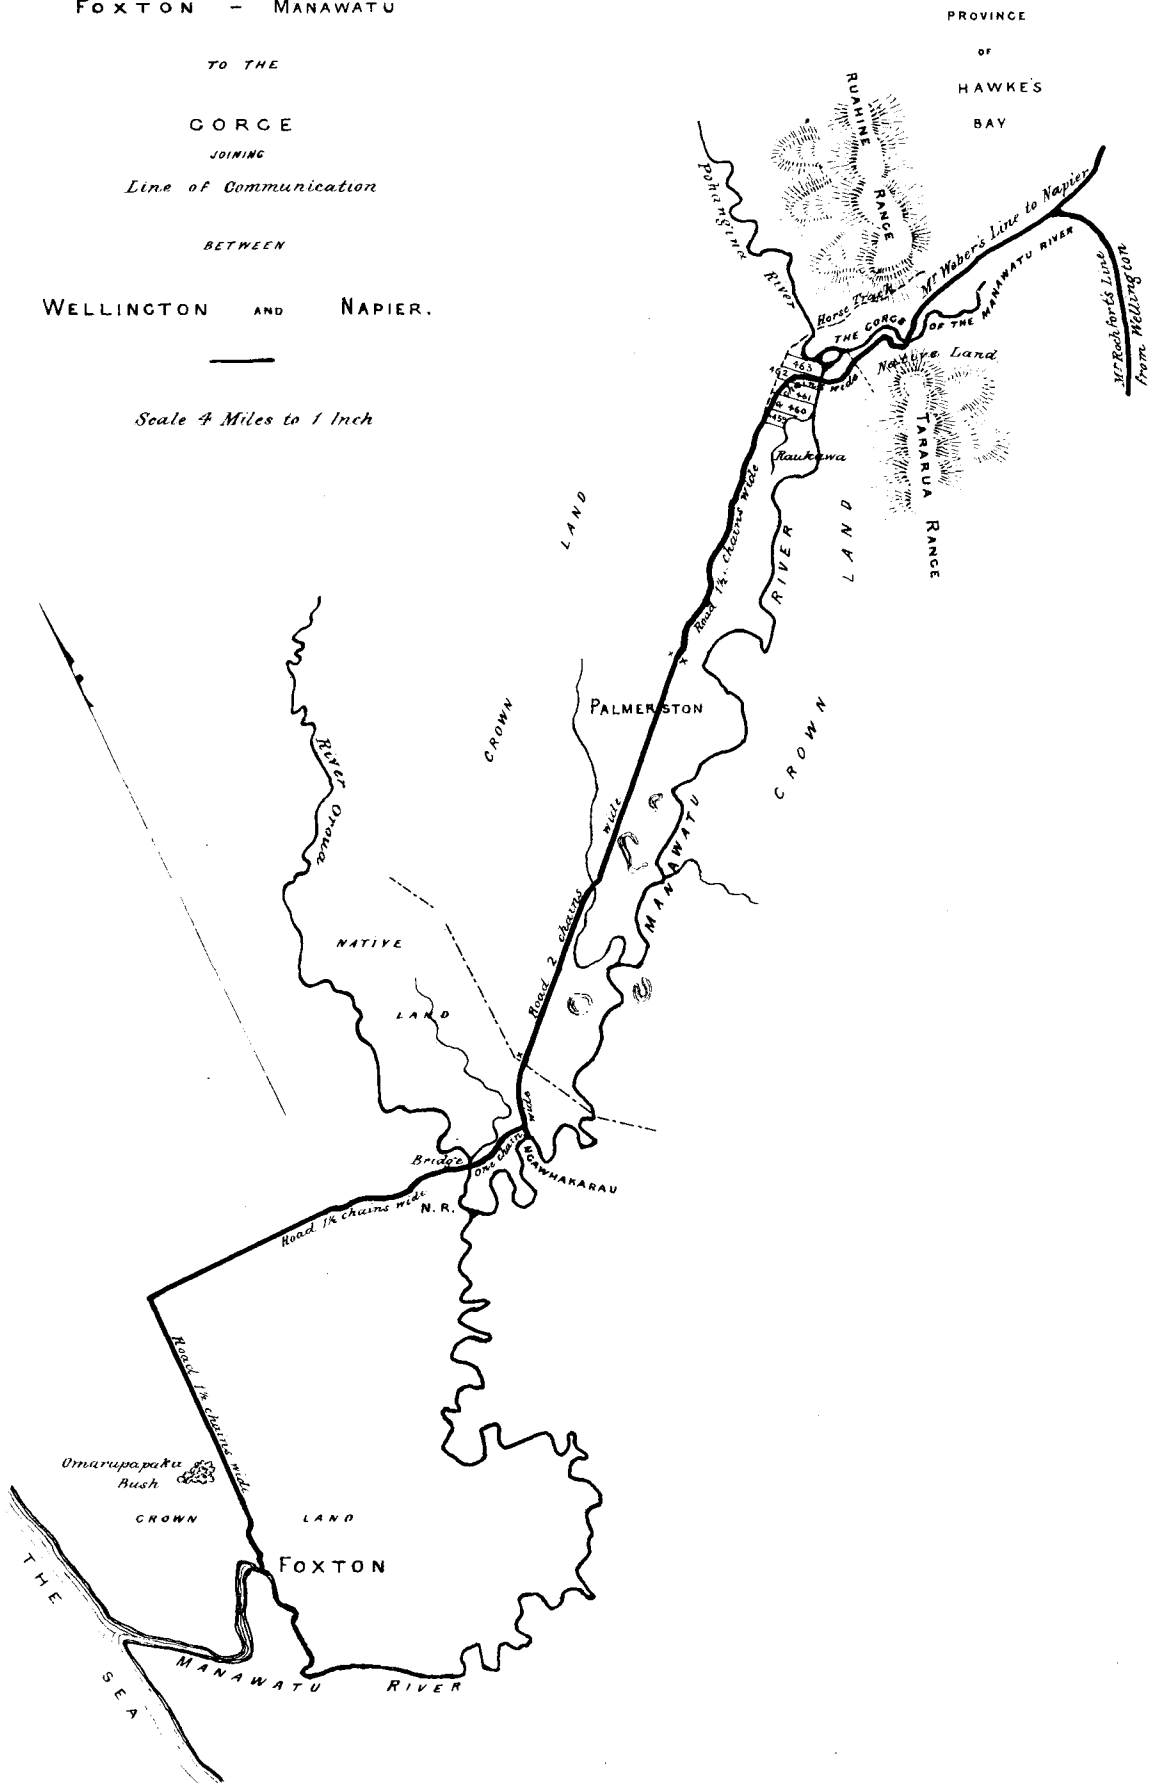 FOXTON – MANAWATU
TO THE
GORGE
JOINING
Line of Communication
BETWEEN
WELLINGTON AND NAPIER.
Scale 4 Miles to 1 Inch
PROVINCE
OF
HAWKE'S
BAY
RUAHINE RANGE
Pohangina River
Mr Weber's Line to Napier
Horse Track
THE GORGE OF THE MANAWATU RIVER
Mr Rochfort's Line
from Wellington
Native Land
463
462
chains wide
461
460
459
TARARUA RANGE
Raukawa
Road 1½ chains wide
RIVER
LAND
LAND
CROWN
CROWN
PALMERSTON
River Oroua
wide
MANAWATU
Road 2 chains
NATIVE
LAND
wide
Bridge
One chain
NGAWHAKARAU
N.R.
Road 1½ chains wide
Road 1½ chains wide
Omarupapaku
Bush
CROWN LAND
FOXTON
THE SEA
MANAWATU RIVER